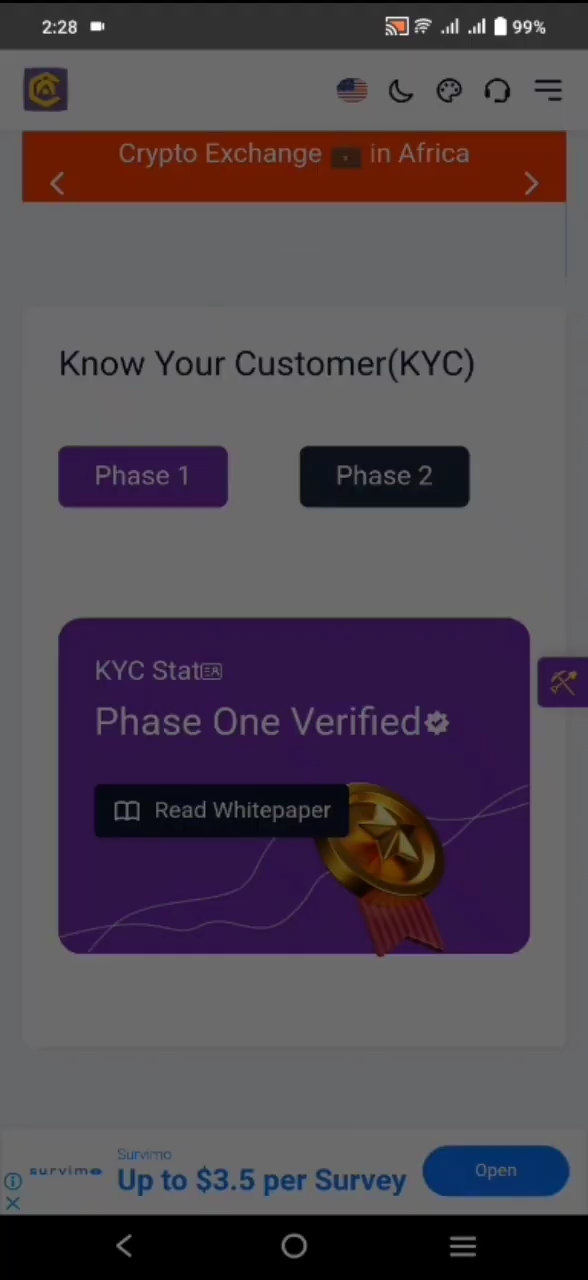 2:28
99%
Crypto Exchange 💼 in Africa
Know Your Customer(KYC)
Phase 1
Phase 2
KYC Stat
Phase One Verified
Read Whitepaper
Survimo
survimo
Up to $3.5 per Survey
Open